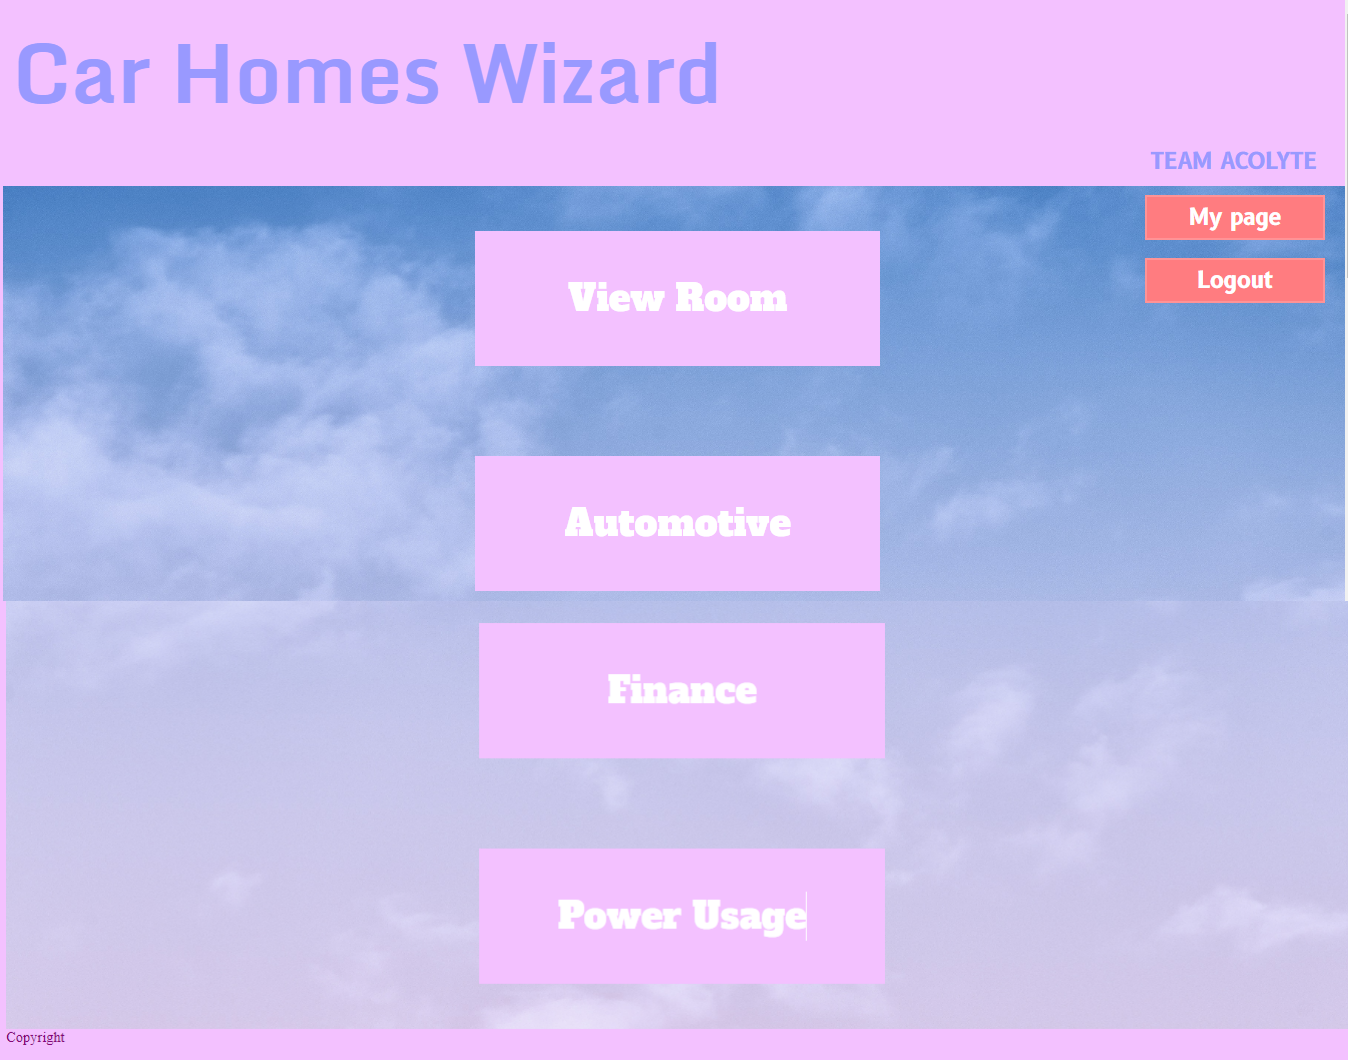 Car Homes Wizard
TEAM ACOLYTE
My page
Logout
View Room
Automotive
Finance
Power Usage
Copyright